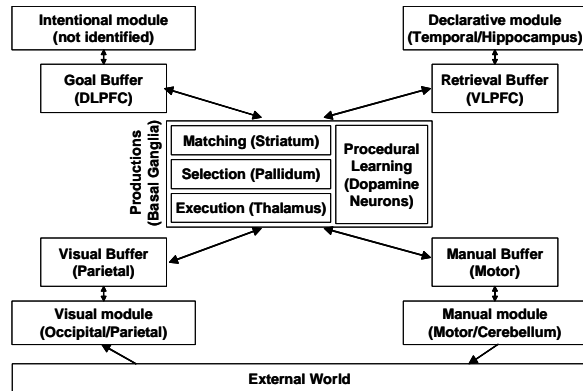 Intentional module
(not identified)
Declarative module
(Temporal/Hippocampus)
Goal Buffer
(DLPFC)
Retrieval Buffer
(VLPFC)
Productions
(Basal Ganglia)
Matching (Striatum)
Selection (Pallidum)
Execution (Thalamus)
Procedural
Learning
(Dopamine
Neurons)
Visual Buffer
(Parietal)
Manual Buffer
(Motor)
Visual module
(Occipital/Parietal)
Manual module
(Motor/Cerebellum)
External World